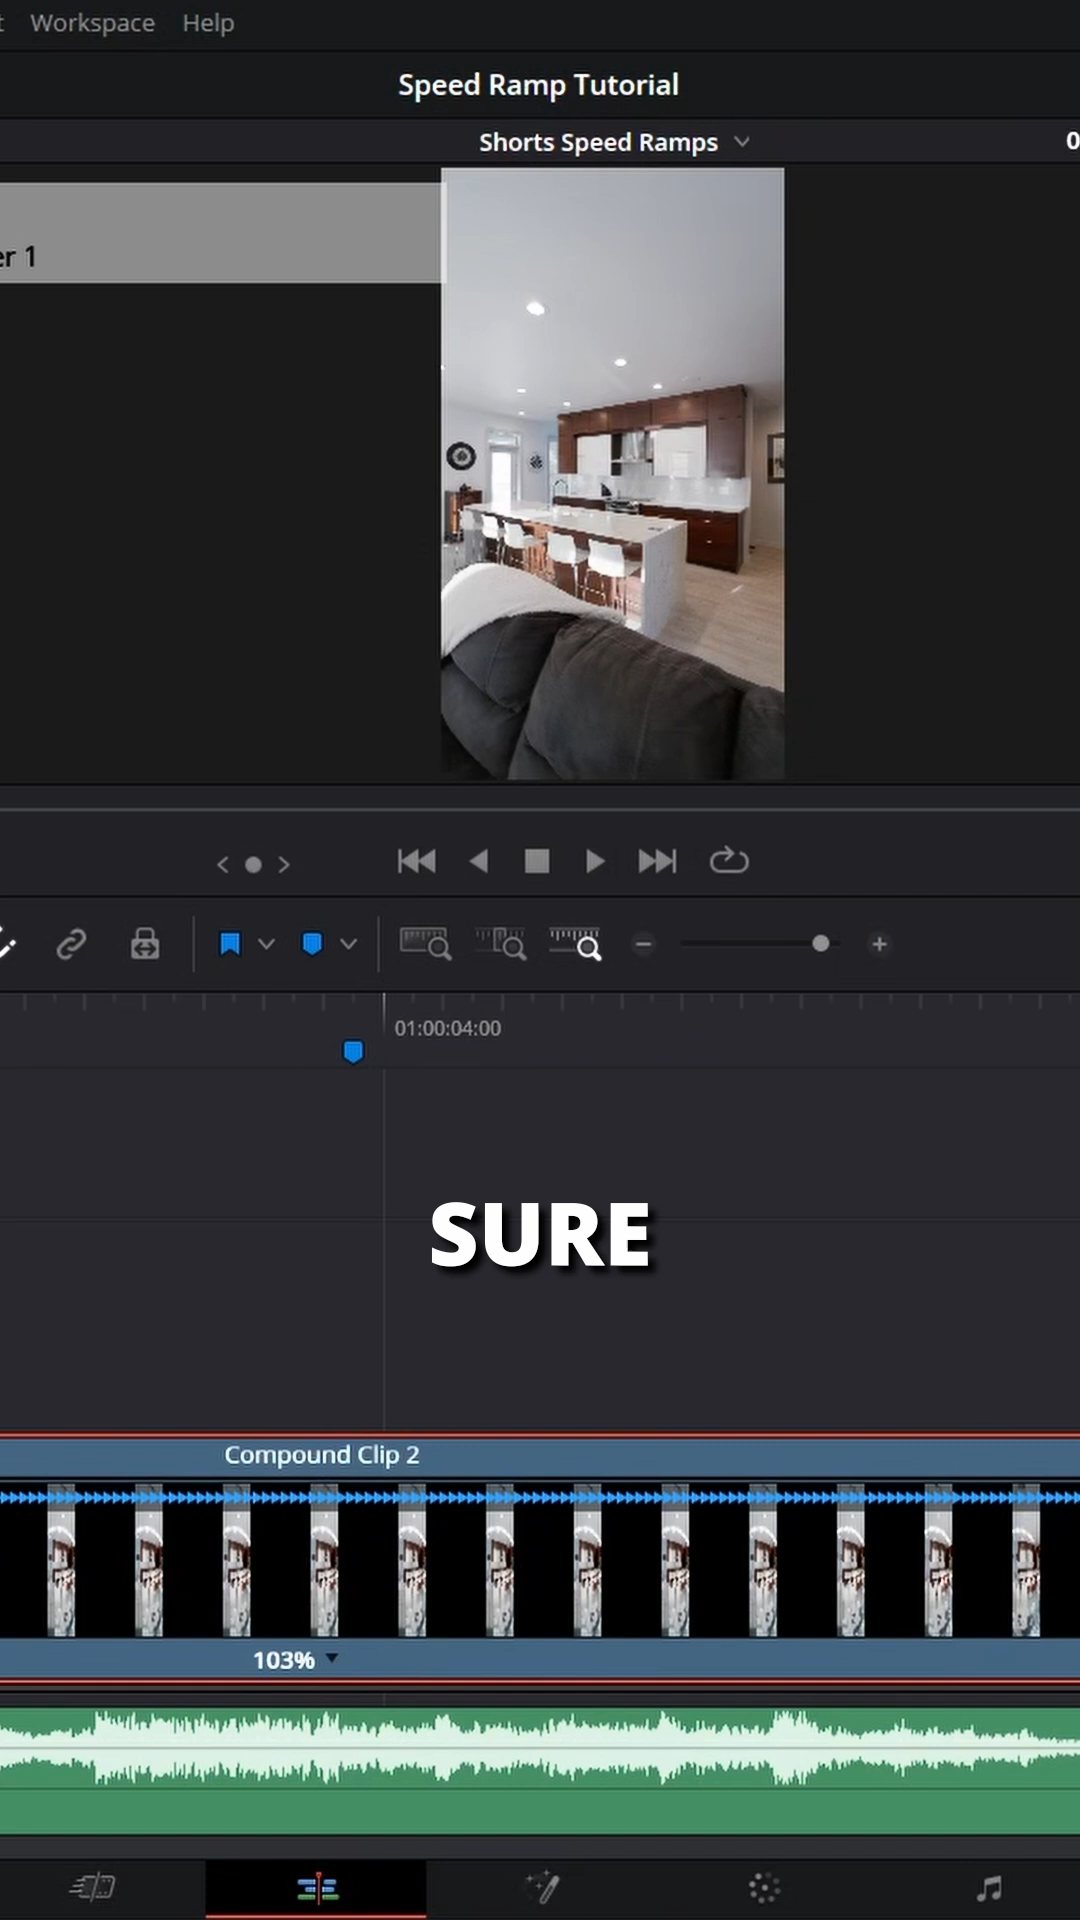 Workspace Help
Speed Ramp Tutorial
Shorts Speed Ramps
er 1
01:00:04:00
SURE
Compound Clip 2
103%